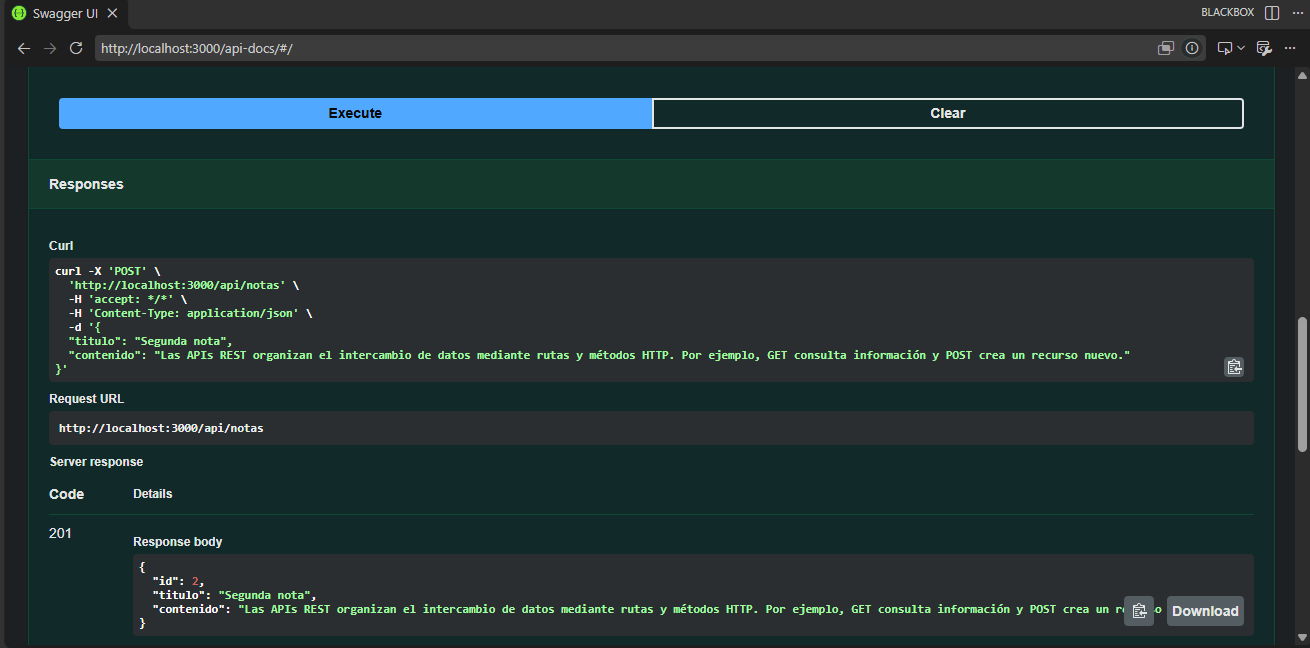 Swagger UI
BLACKBOX
http://localhost:3000/api-docs/#/
Execute
Clear
Responses
Curl
curl -X 'POST' \
'http://localhost:3000/api/notas' \
-H 'accept: */*' \
-H 'Content-Type: application/json' \
-d '{
"titulo": "Segunda nota",
"contenido": "Las APIs REST organizan el intercambio de datos mediante rutas y métodos HTTP. Por ejemplo, GET consulta información y POST crea un recurso nuevo."
}'
Request URL
http://localhost:3000/api/notas
Server response
Code
Details
201
Response body
{
"id": 2,
"titulo": "Segunda nota",
"contenido": "Las APIs REST organizan el intercambio de datos mediante rutas y métodos HTTP. Por ejemplo, GET consulta información y POST crea un
}
Download